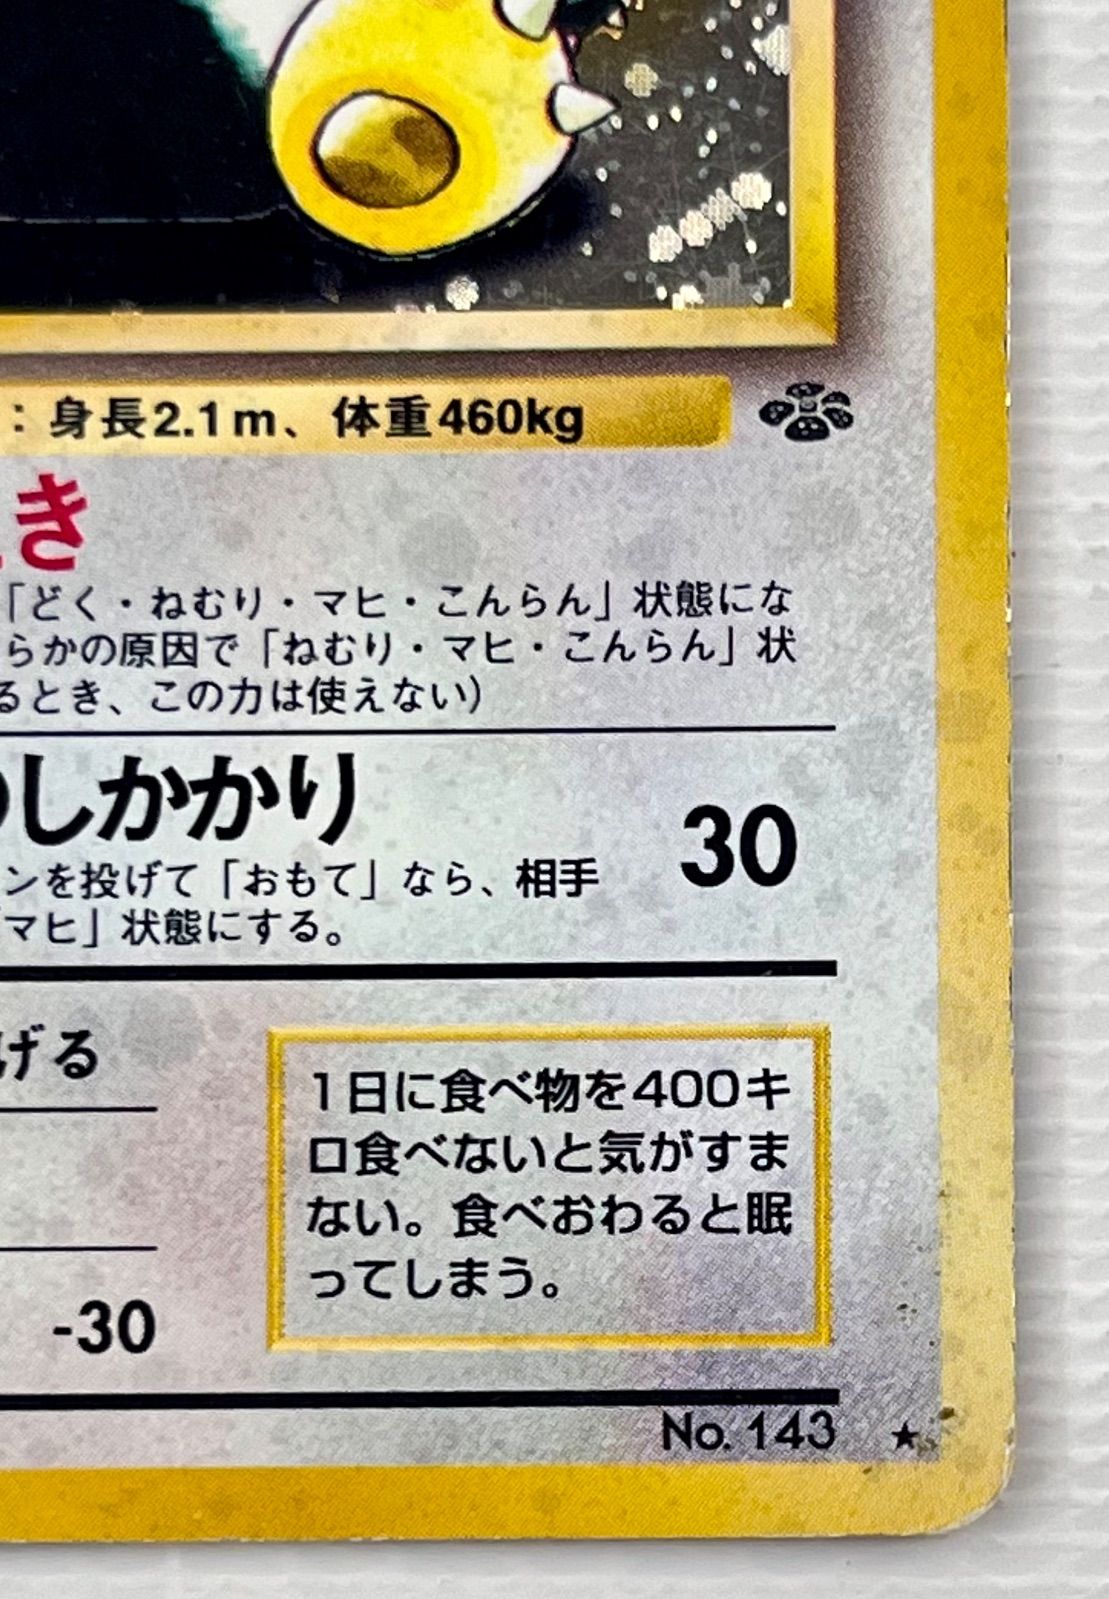 ：身長2.1m、体重460kg
き
「どく・ねむり・マヒ・こんらん」状態にな
らかの原因で「ねむり・マヒ・こんらん」状
るとき、この力は使えない）
のしかかり
30
ンを投げて「おもて」なら、相手
マヒ」状態にする。
げる
1日に食べ物を400キ
ロ食べないと気がすま
ない。食べおわると眠
ってしまう。
-30
No. 143 ★